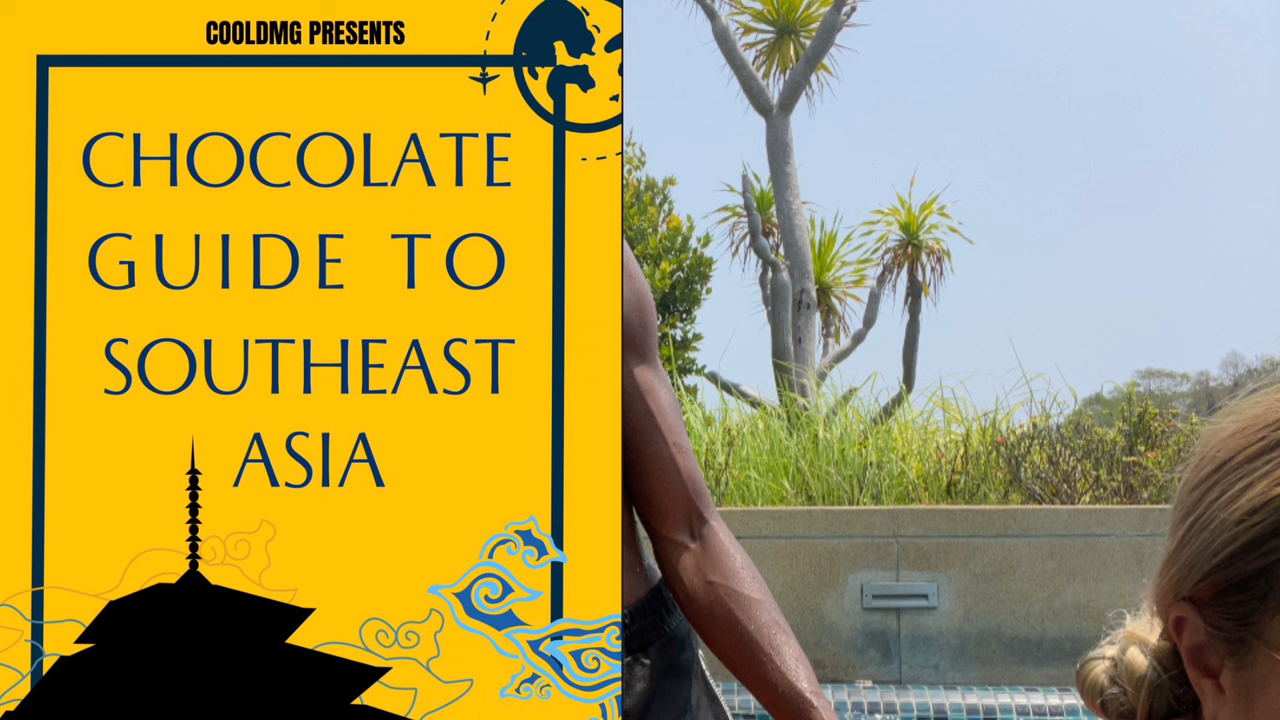 COOLDMG PRESENTS
CHOCOLATE
GUIDE TO
SOUTHEAST
ASIA